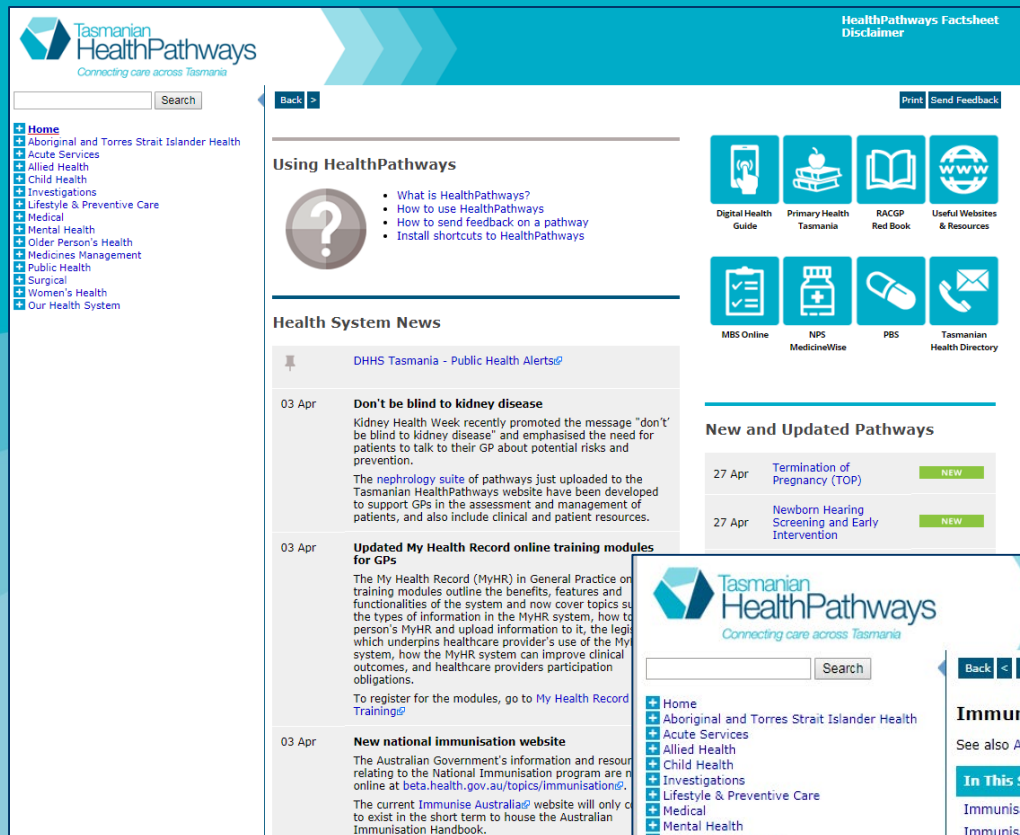 Tasmanian
HealthPathways
Connecting care across Tasmania
HealthPathways Factsheet
Disclaimer
Search
Back >
Print Send Feedback
Home
Aboriginal and Torres Strait Islander Health
Acute Services
Allied Health
Child Health
Investigations
Lifestyle & Preventive Care
Medical
Mental Health
Older Person's Health
Medicines Management
Public Health
Surgical
Women's Health
Our Health System
Using HealthPathways
?
• What is HealthPathways?
• How to use HealthPathways
• How to send feedback on a pathway
• Install shortcuts to HealthPathways
Health System News
DHHS Tasmania - Public Health Alerts
03 Apr
Don't be blind to kidney disease
Kidney Health Week recently promoted the message "don't'
be blind to kidney disease" and emphasised the need for
patients to talk to their GP about potential risks and
prevention.
The nephrology suite of pathways just uploaded to the
Tasmanian HealthPathways website have been developed
to support GPs in the assessment and management of
patients, and also include clinical and patient resources.
03 Apr
Updated My Health Record online training modules
for GPs
The My Health Record (MyHR) in General Practice on
training modules outline the benefits, features and
functionalities of the system and now cover topics su
the types of information in the MyHR system, how to
person's MyHR and upload information to it, the legis
which underpins healthcare provider's use of the My
system, how the MyHR system can improve clinical
outcomes, and healthcare providers participation
obligations.
To register for the modules, go to My Health Record
Training
03 Apr
New national immunisation website
The Australian Government's information and resour
relating to the National Immunisation program are n
online at beta.health.gov.au/topics/immunisation.
The current Immunise Australia website will only co
to exist in the short term to house the Australian
Immunisation Handbook.
Digital Health
Guide
Primary Health
Tasmania
RACGP
Red Book
www
Useful Websites
& Resources
MBS Online
NPS
MedicineWise
PBS
Tasmanian
Health Directory
New and Updated Pathways
27 Apr
Termination of
Pregnancy (TOP)
NEW
27 Apr
Newborn Hearing
Screening and Early
Intervention
NEW
Tasmanian
HealthPathways
Connecting care across Tasmania
Search
Back <
Home
Aboriginal and Torres Strait Islander Health
Acute Services
Allied Health
Child Health
Investigations
Lifestyle & Preventive Care
Medical
Mental Health
Immu
See also A
In This S
Immunis
Immunis